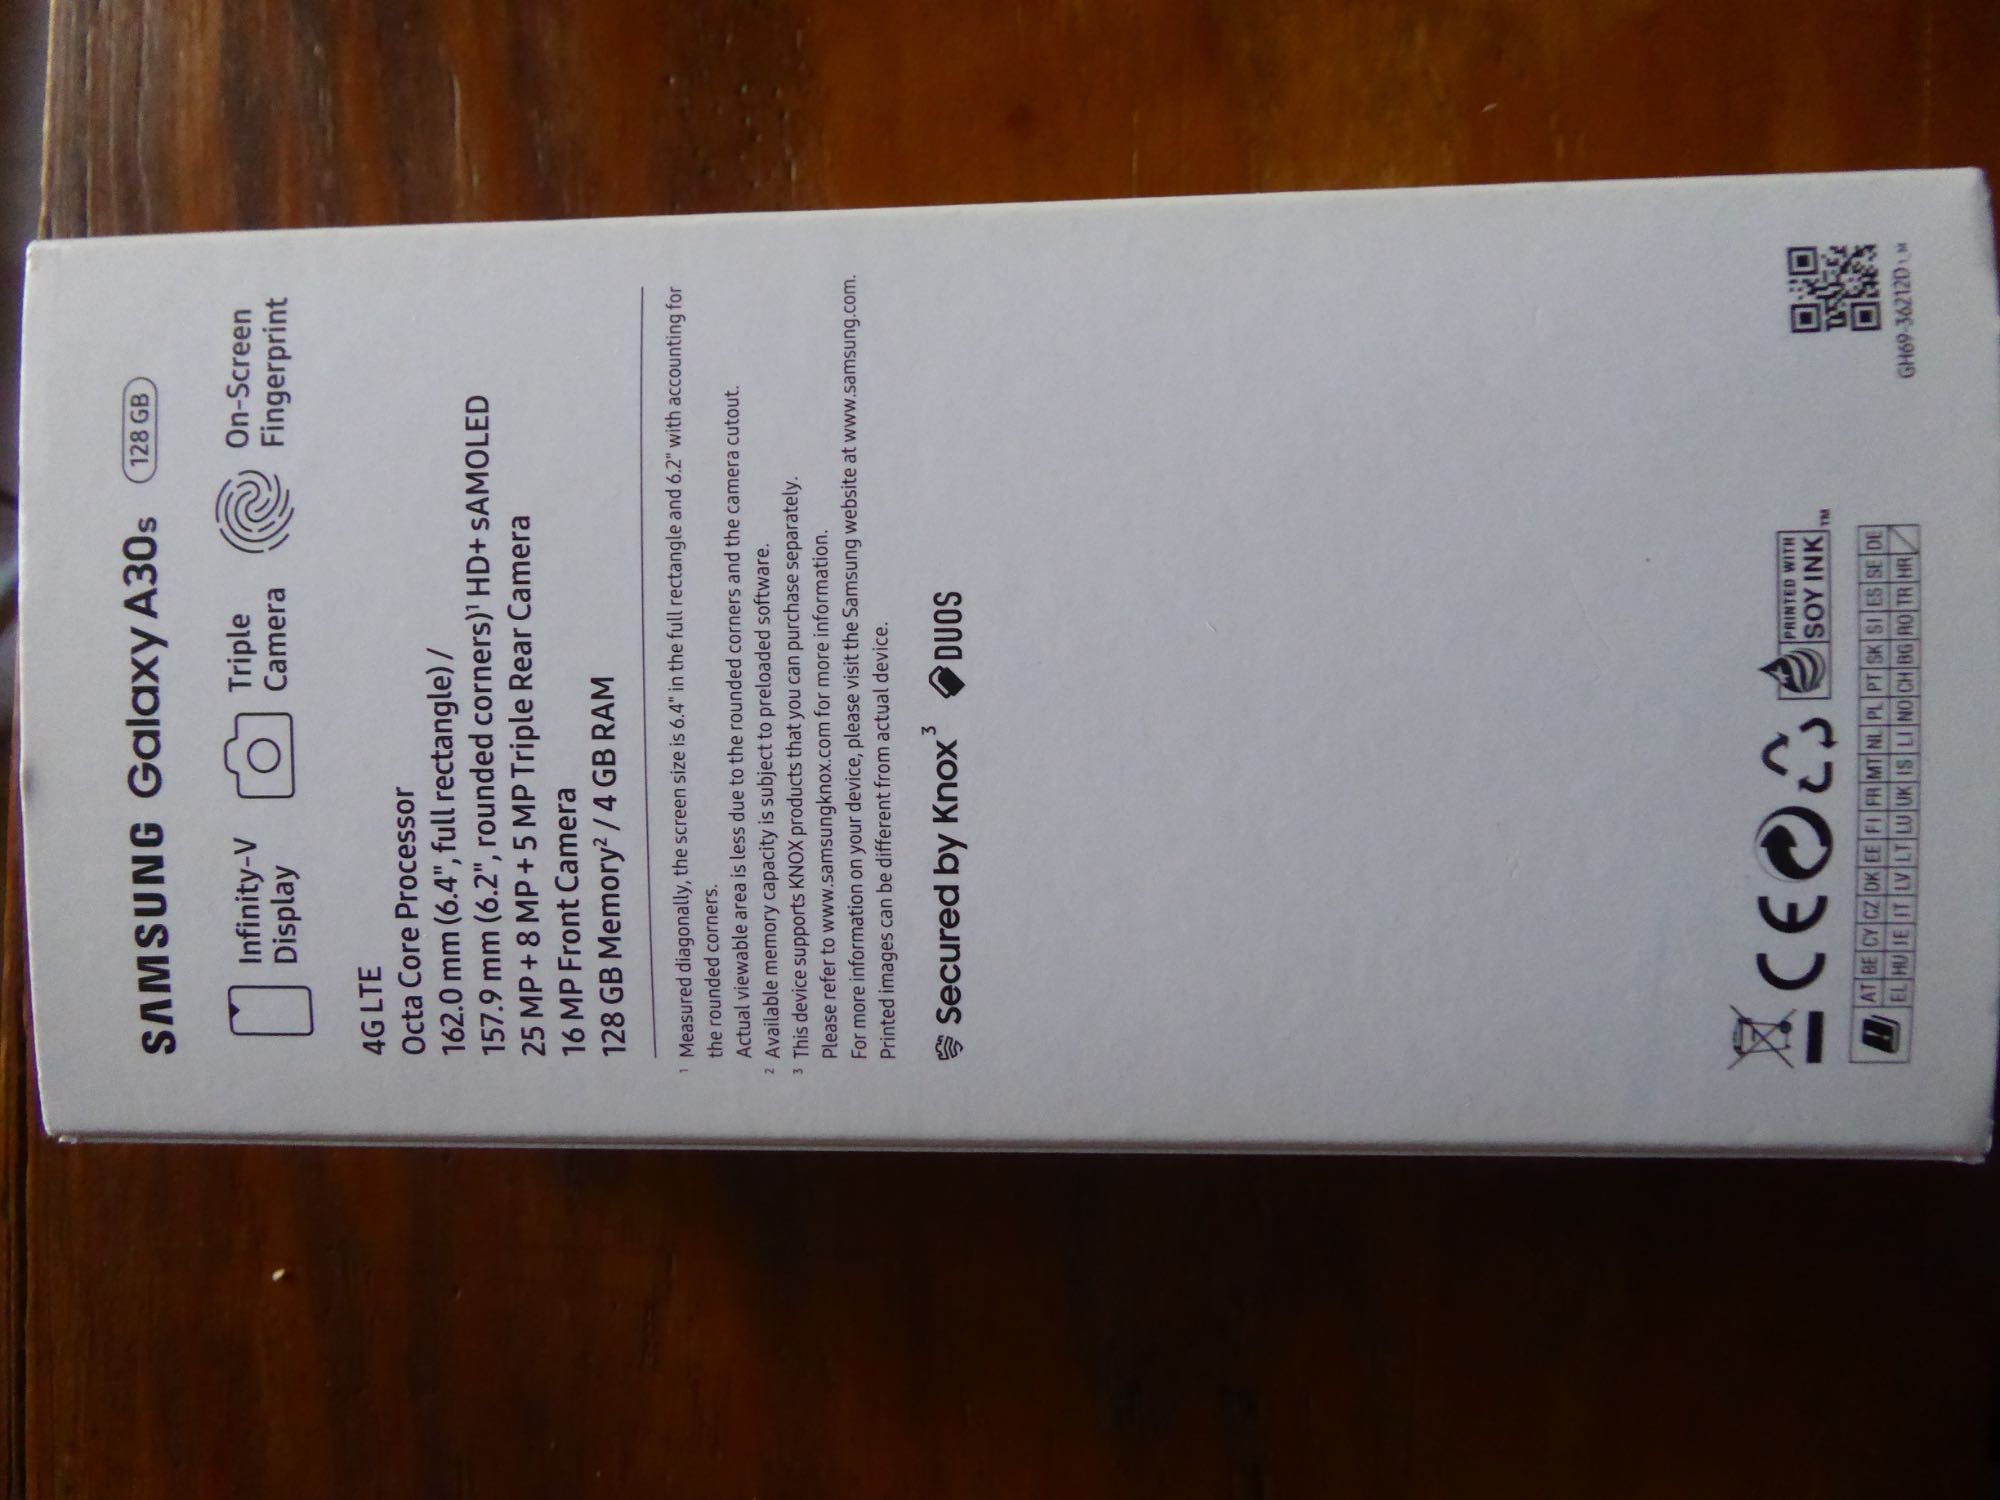 SAMSUNG Galaxy A30s 128 GB
Infinity-V
Display
Triple
Camera
On-Screen
Fingerprint
4G LTE
Octa Core Processor
162.0 mm (6.4", full rectangle) /
157.9 mm (6.2", rounded corners)¹ HD+ sAMOLED
25 MP + 8 MP + 5 MP Triple Rear Camera
16 MP Front Camera
128 GB Memory² / 4 GB RAM
1 Measured diagonally, the screen size is 6.4" in the full rectangle and 6.2" with accounting for
the rounded corners.
Actual viewable area is less due to the rounded corners and the camera cutout.
2 Available memory capacity is subject to preloaded software.
3 This device supports KNOX products that you can purchase separately.
Please refer to www.samsungknox.com for more information.
For more information on your device, please visit the Samsung website at www.samsung.com.
Printed images can be different from actual device.
Secured by Knox³ DUOS
CE
PRINTED WITH
SOY INK™
AT BE CY CZ DK EE FI FR MT NL PL PT SK SI ES SE DE
EL HU IE IT LV LT LU UK IS LI NO CH BG RO TR HR
GH69-36212D